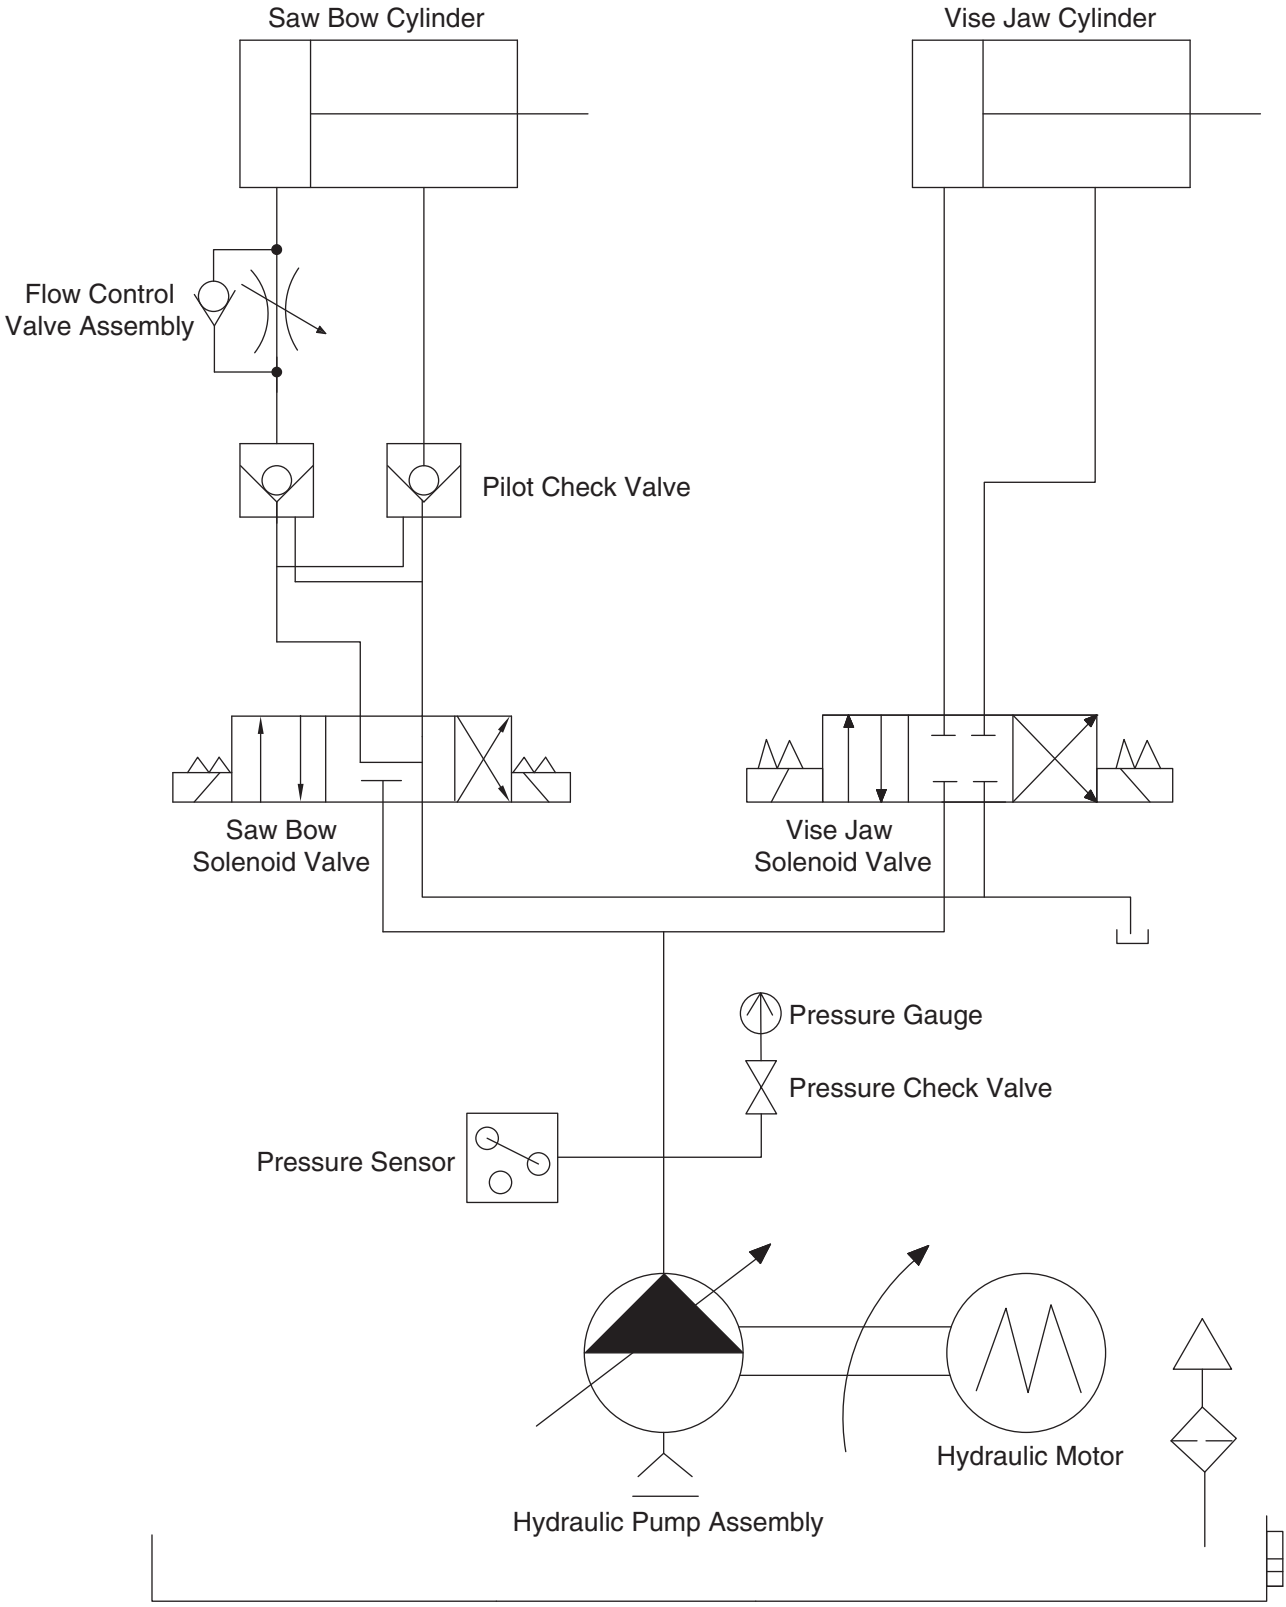 Saw Bow Cylinder
Vise Jaw Cylinder
Flow Control
Valve Assembly
Pilot Check Valve
Saw Bow
Solenoid Valve
Vise Jaw
Solenoid Valve
Pressure Gauge
Pressure Check Valve
Pressure Sensor
Hydraulic Motor
Hydraulic Pump Assembly